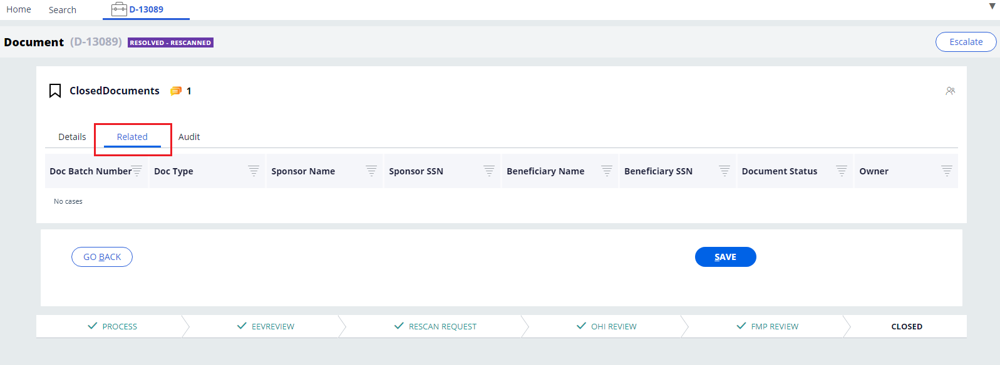 Home Search D-13089
Document (D-13089) RESOLVED - RESCANNED Escalate
ClosedDocuments 1
Details Related Audit
Doc Batch Number Doc Type Sponsor Name Sponsor SSN Beneficiary Name Beneficiary SSN Document Status Owner
No cases
GO BACK SAVE
PROCESS EEVREVIEW RESCAN REQUEST OHI REVIEW FMP REVIEW CLOSED